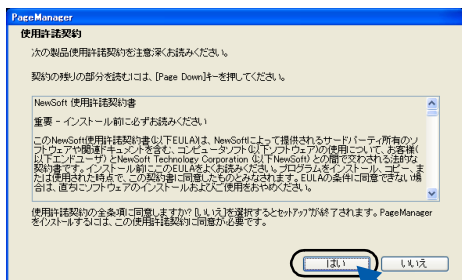 PageManager
使用許諾契約
次の製品使用許諾契約を注意深くお読みください。
契約の残りの部分を読むには、[Page Down]キーを押してください。
NewSoft 使用許諾契約書
重要 - インストール前に必ずお読みください
このNewSoft使用許諾契約書(以下EULA)は、NewSoftによって提供されるサードパーティ所有のソ
フトウェアや関連ドキュメントを含む、コンピュータソフト(以下ソフトウェア)の使用について、お客様(
以下エンドユーザ)とNewSoft Technology Corporation (以下Newsoft) との間で交わされる法的な
契約書です。インストール前にこのEULAをよくお読みください。プログラムをインストール、コピー、ま
たは使用された時点で、この契約書に同意したものとみなされます。EULAの条件に同意できない場
合は、直ちにソフトウェアのインストールおよびご使用をおやめください。
使用許諾契約の全条項に同意しますか? [いいえ]を選択するとセットアップが終了されます。PageManager
をインストールするには、この使用許諾契約に同意が必要です。
はい
いいえ